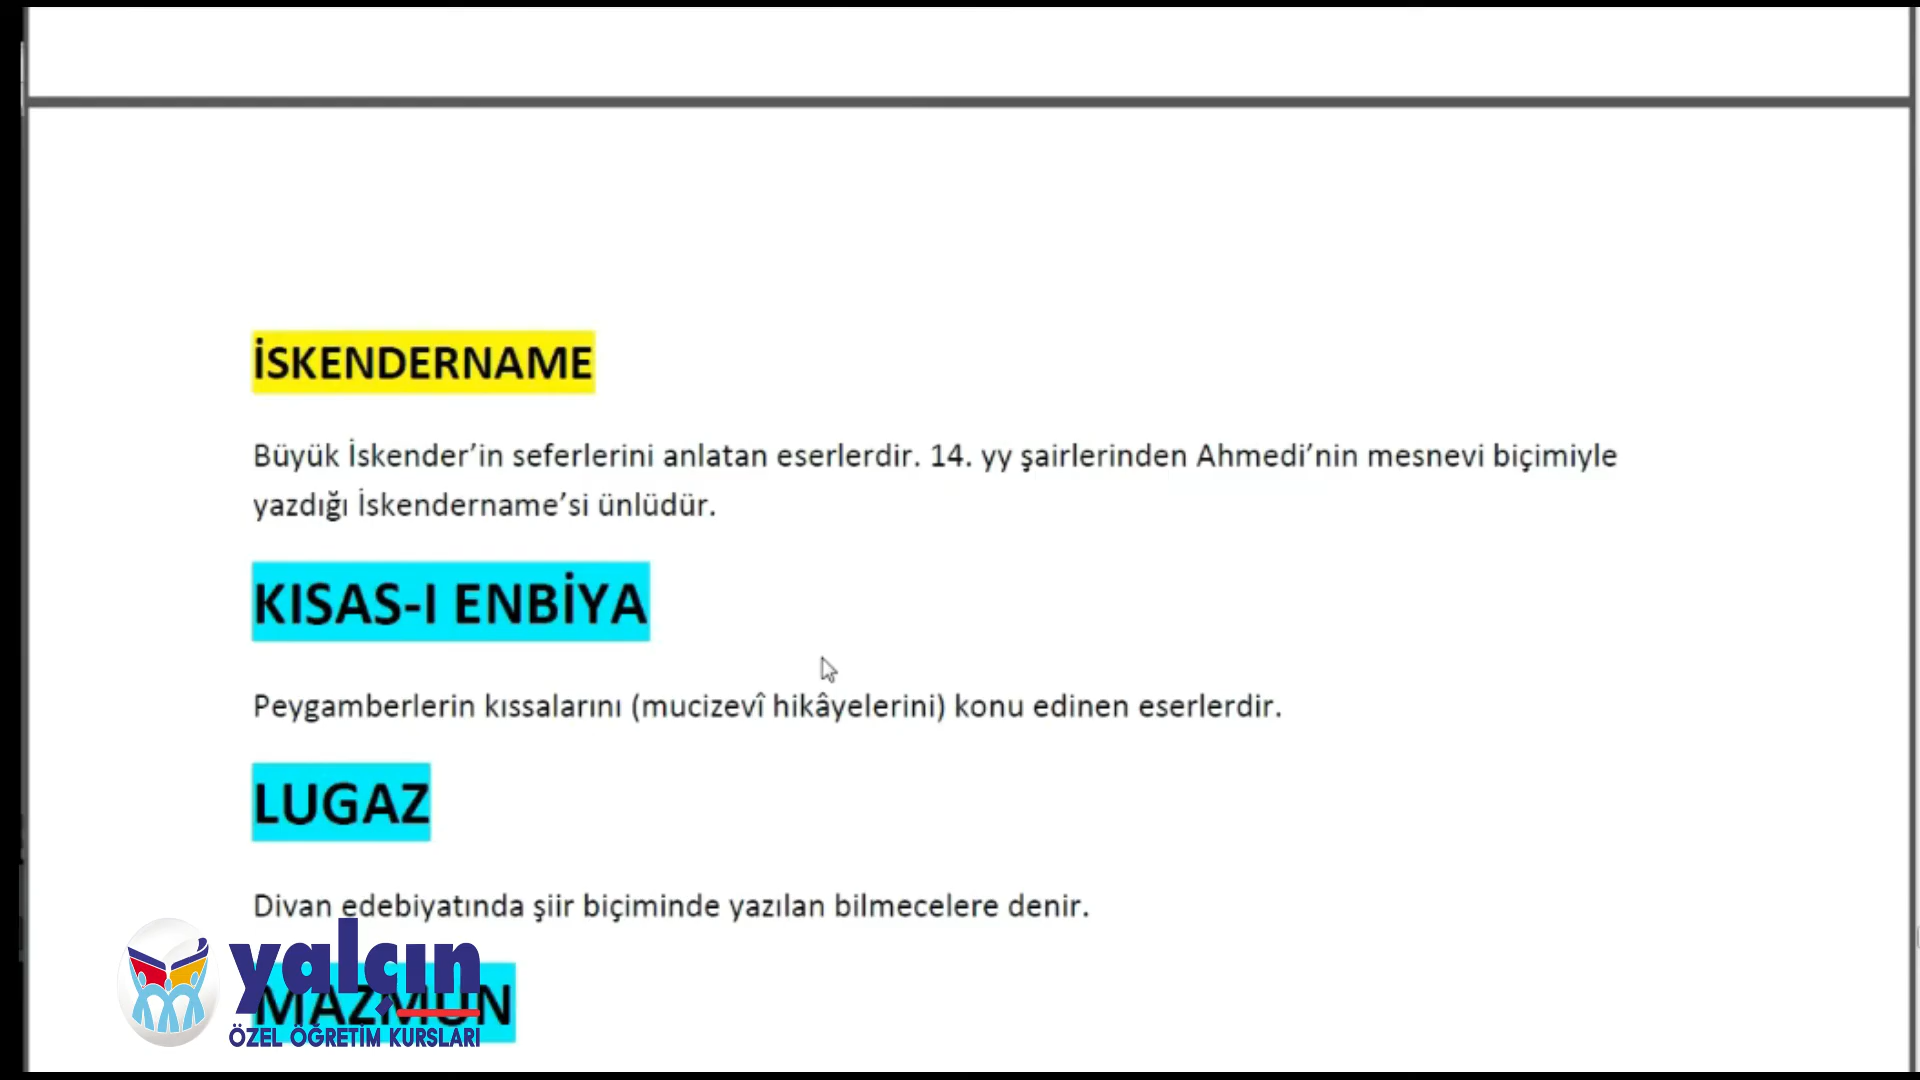 İSKENDERNAME
Büyük İskender’in seferlerini anlatan eserlerdir. 14. yy şairlerinden Ahmedi’nin mesnevi biçimiyle
yazdığı İskendername’si ünlüdür.
KISAS-I ENBİYA
Peygamberlerin kıssalarını (mucizevî hikâyelerini) konu edinen eserlerdir.
LUGAZ
Divan edebiyatında şiir biçiminde yazılan bilmecelere denir.
MAZMUN
yalçın
ÖZEL ÖĞRETİM KURSLARI